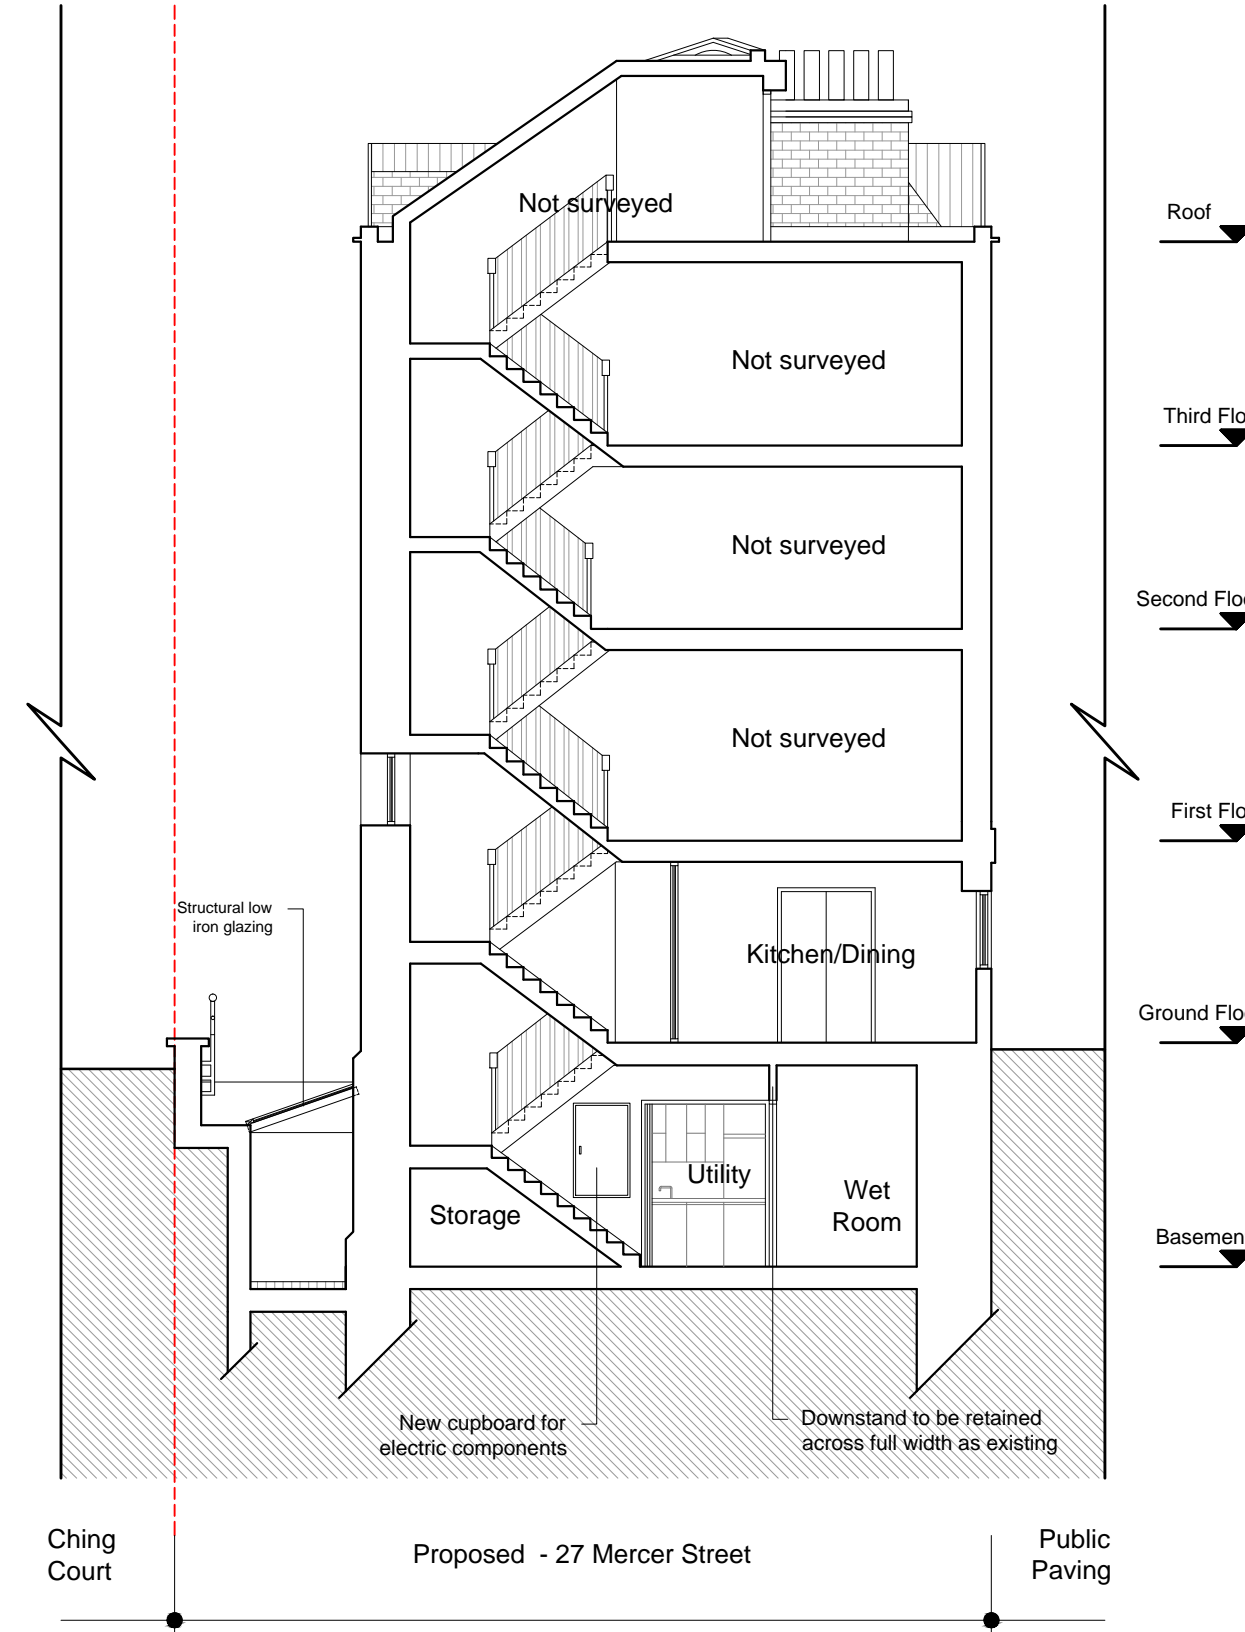 Not surveyed
Roof
Not surveyed
Third Flo
Not surveyed
Second Floo
Not surveyed
First Flo
Structural low
iron glazing
Kitchen/Dining
Ground Floo
Utility
Wet
Room
Storage
Basemen
New cupboard for
electric components
Downstand to be retained
across full width as existing
Ching
Court
Proposed - 27 Mercer Street
Public
Paving